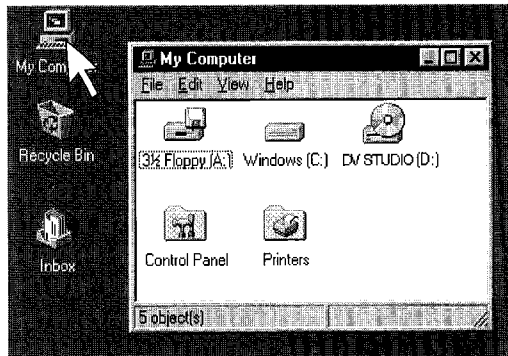 My Com
Recycle Bin
Inbox
My Computer
File Edit View Help
3½ Floppy (A:) Windows (C:) DV STUDIO (D:)
Control Panel Printers
5 object(s)